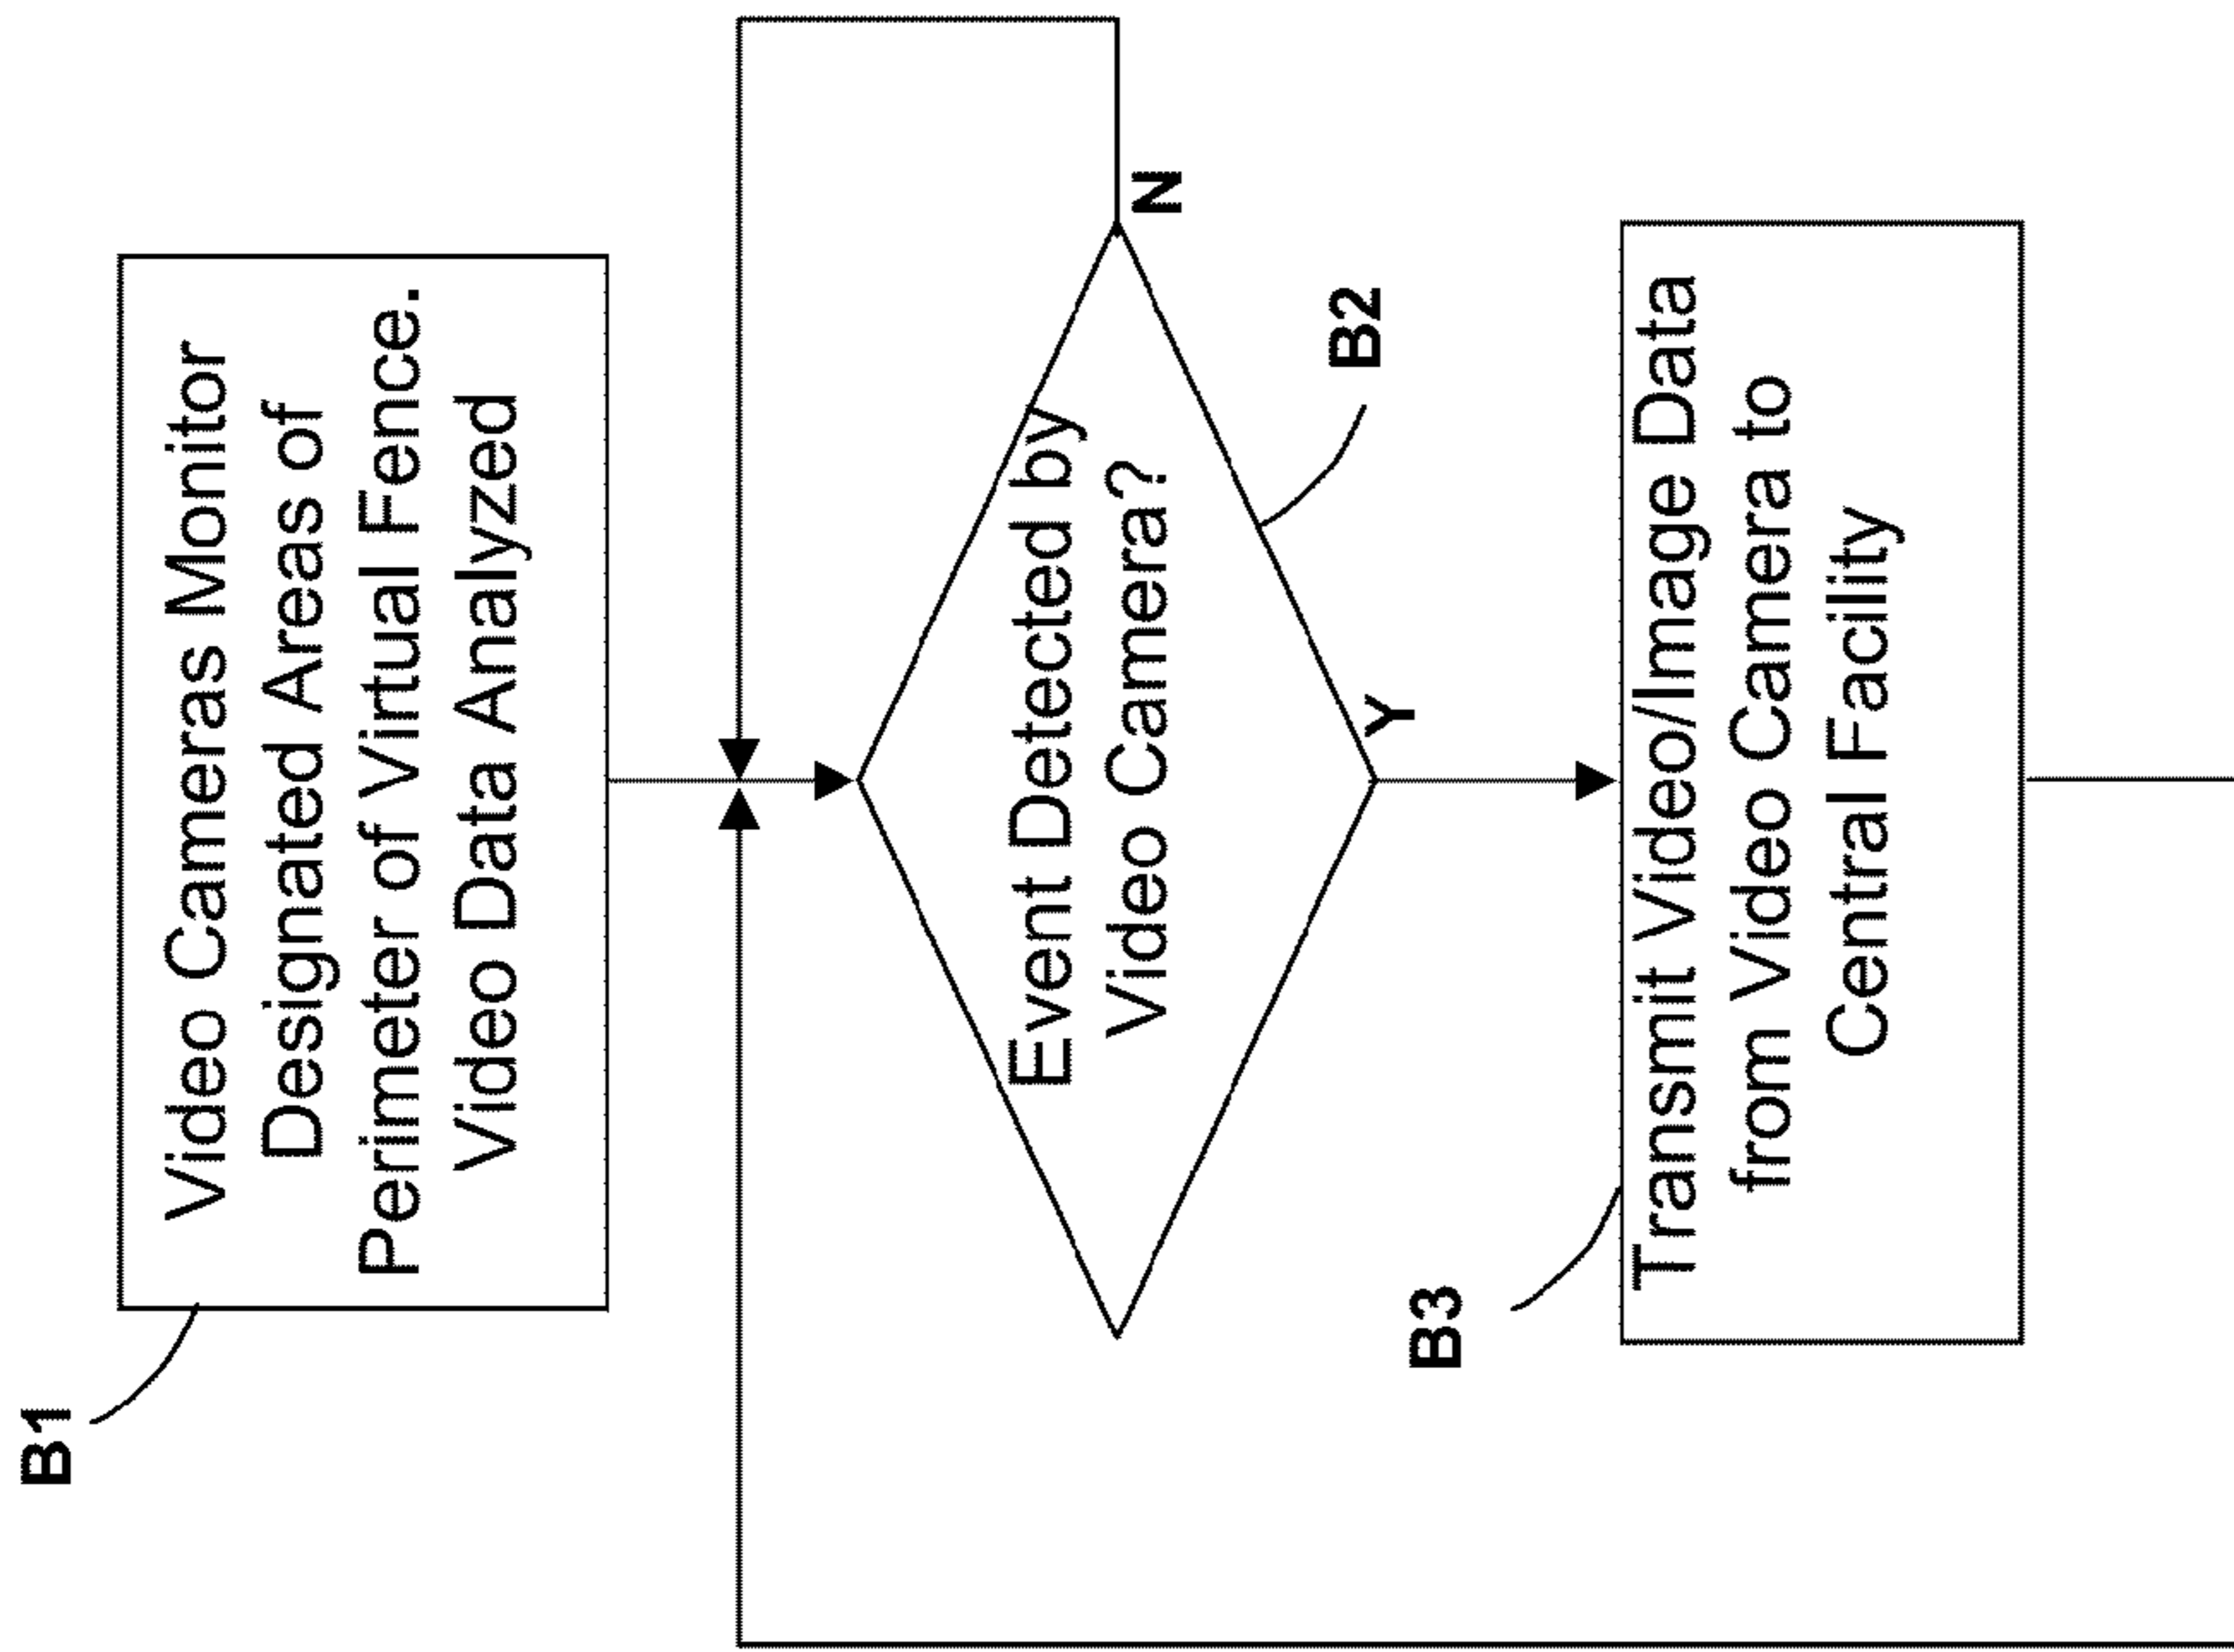 B1
Video Cameras Monitor
Designated Areas of
Perimeter of Virtual Fence.
Video Data Analyzed
Event Detected by
Video Camera?
N
B2
Y
B3
Transmit Video/Image Data
from Video Camera to
Central Facility